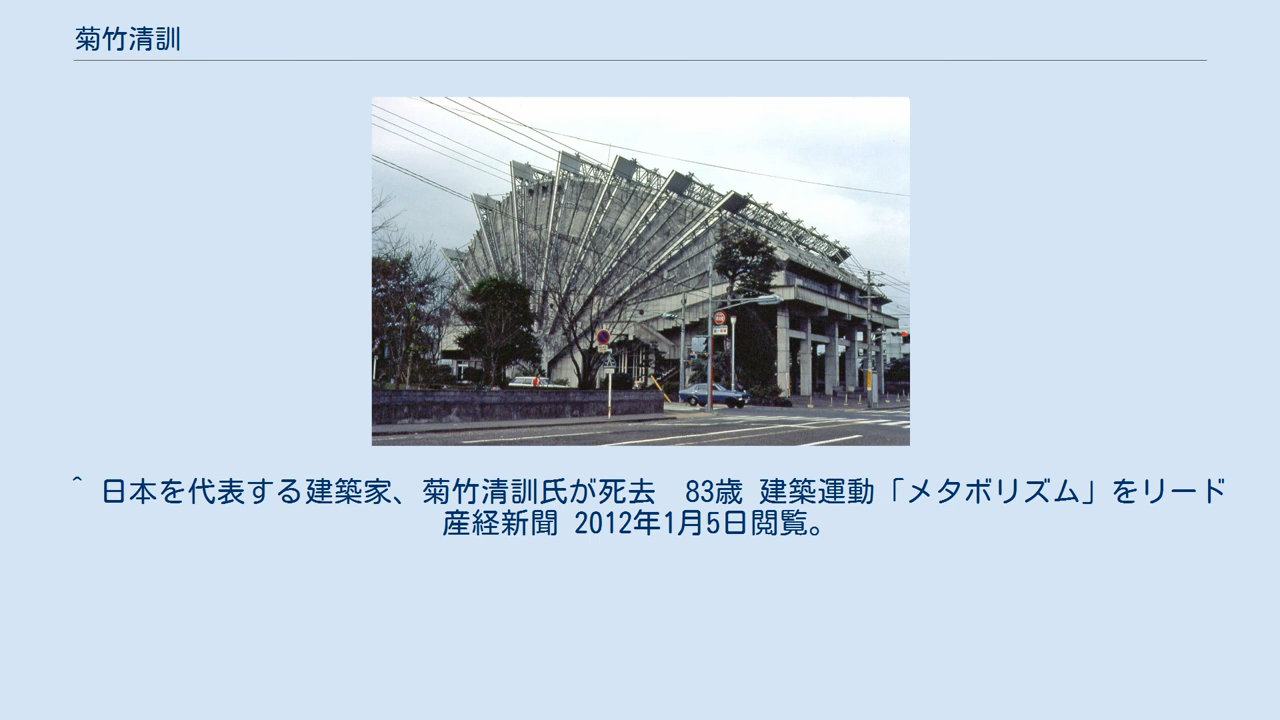 菊竹清訓
^ 日本を代表する建築家、菊竹清訓氏が死去　83歳 建築運動「メタボリズム」をリード
産経新聞 2012年1月5日閲覧。